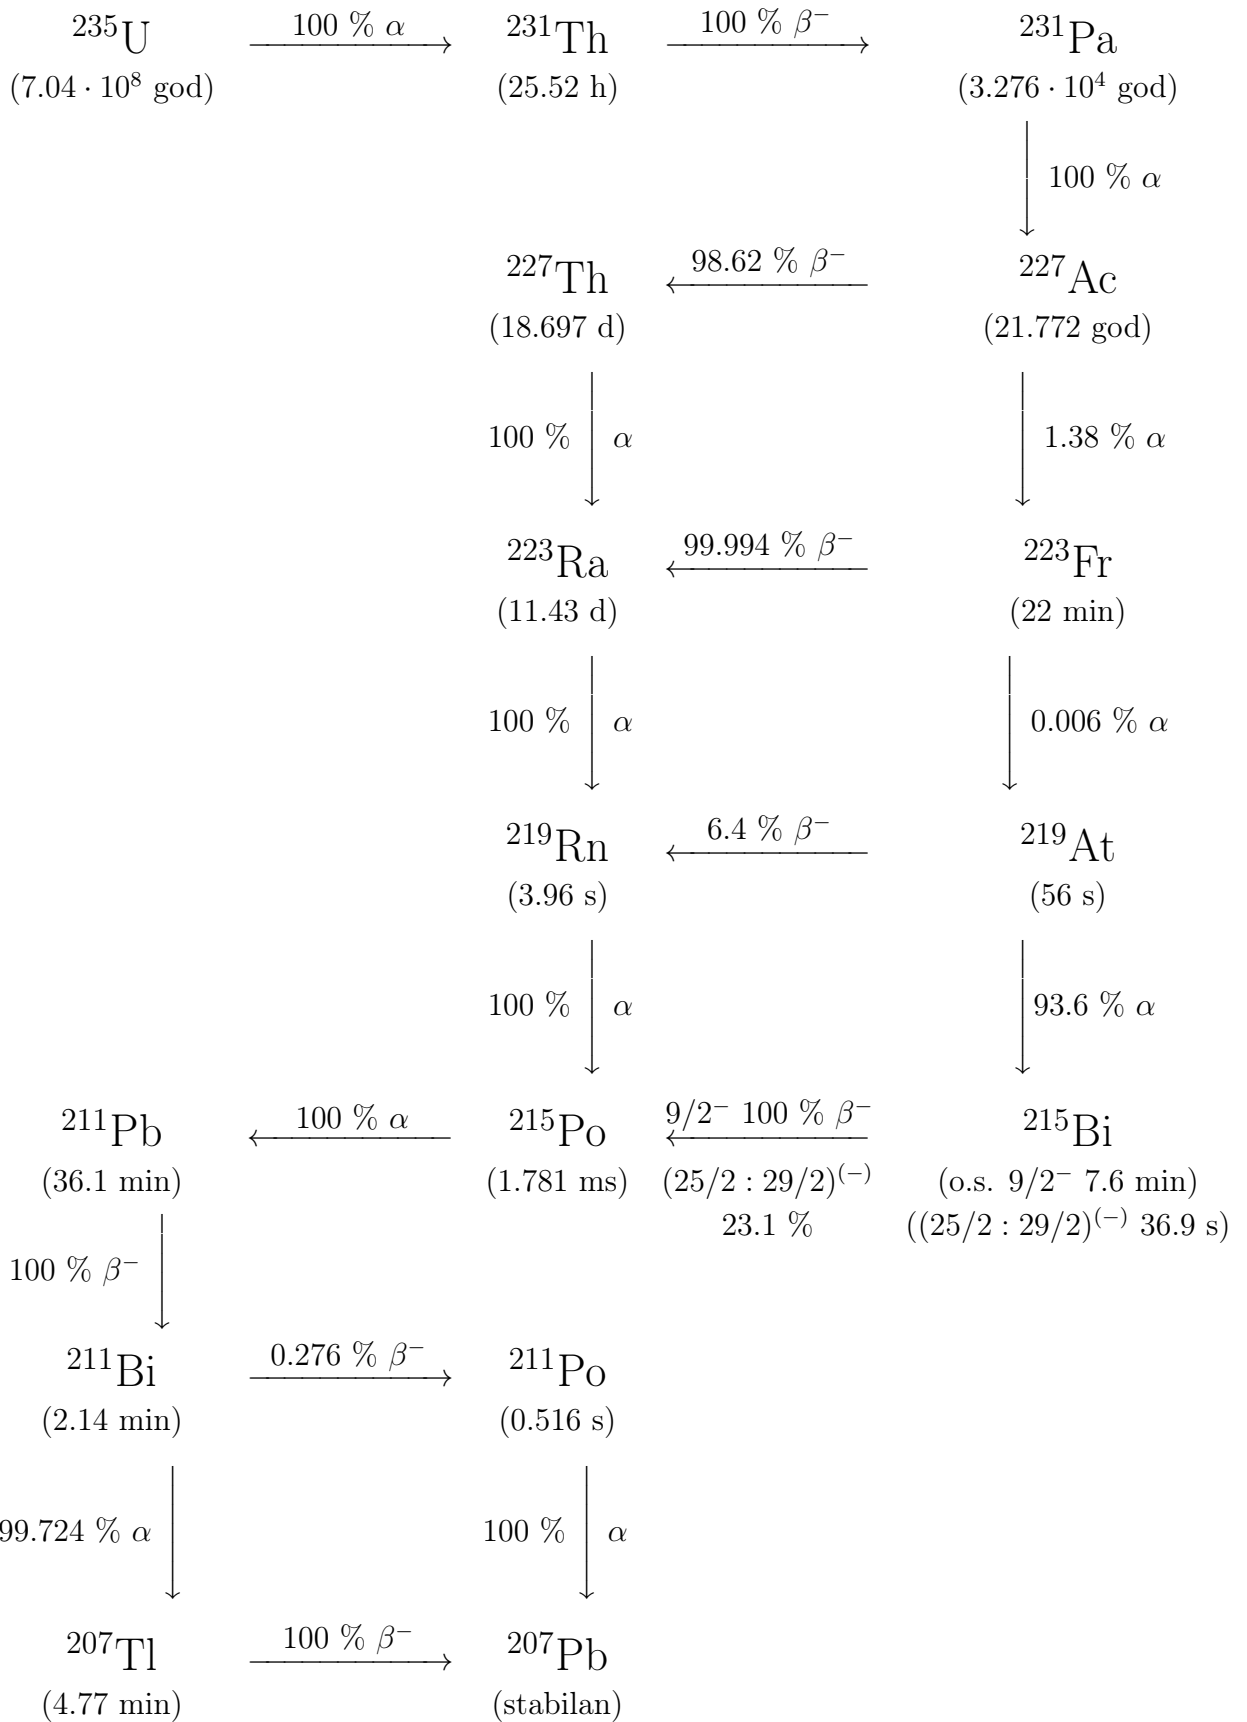 100 % α 100 % β⁻
²³⁵U ²³¹Th ²³¹Pa
(7.04 · 10⁸ god) (25.52 h) (3.276 · 10⁴ god)
100 % α
98.62 % β⁻
²²⁷Th ²²⁷Ac
(18.697 d) (21.772 god)
100 % α 1.38 % α
99.994 % β⁻
²²³Ra ²²³Fr
(11.43 d) (22 min)
100 % α 0.006 % α
6.4 % β⁻
²¹⁹Rn ²¹⁹At
(3.96 s) (56 s)
100 % α 93.6 % α
100 % α 9/2⁻ 100 % β⁻
²¹¹Pb ²¹⁵Po ²¹⁵Bi
(36.1 min) (1.781 ms) (25/2 : 29/2)⁽⁻⁾ (o.s. 9/2⁻ 7.6 min)
23.1 % ((25/2 : 29/2)⁽⁻⁾ 36.9 s)
100 % β⁻
0.276 % β⁻
²¹¹Bi ²¹¹Po
(2.14 min) (0.516 s)
99.724 % α 100 % α
100 % β⁻
²⁰⁷Tl ²⁰⁷Pb
(4.77 min) (stabilan)